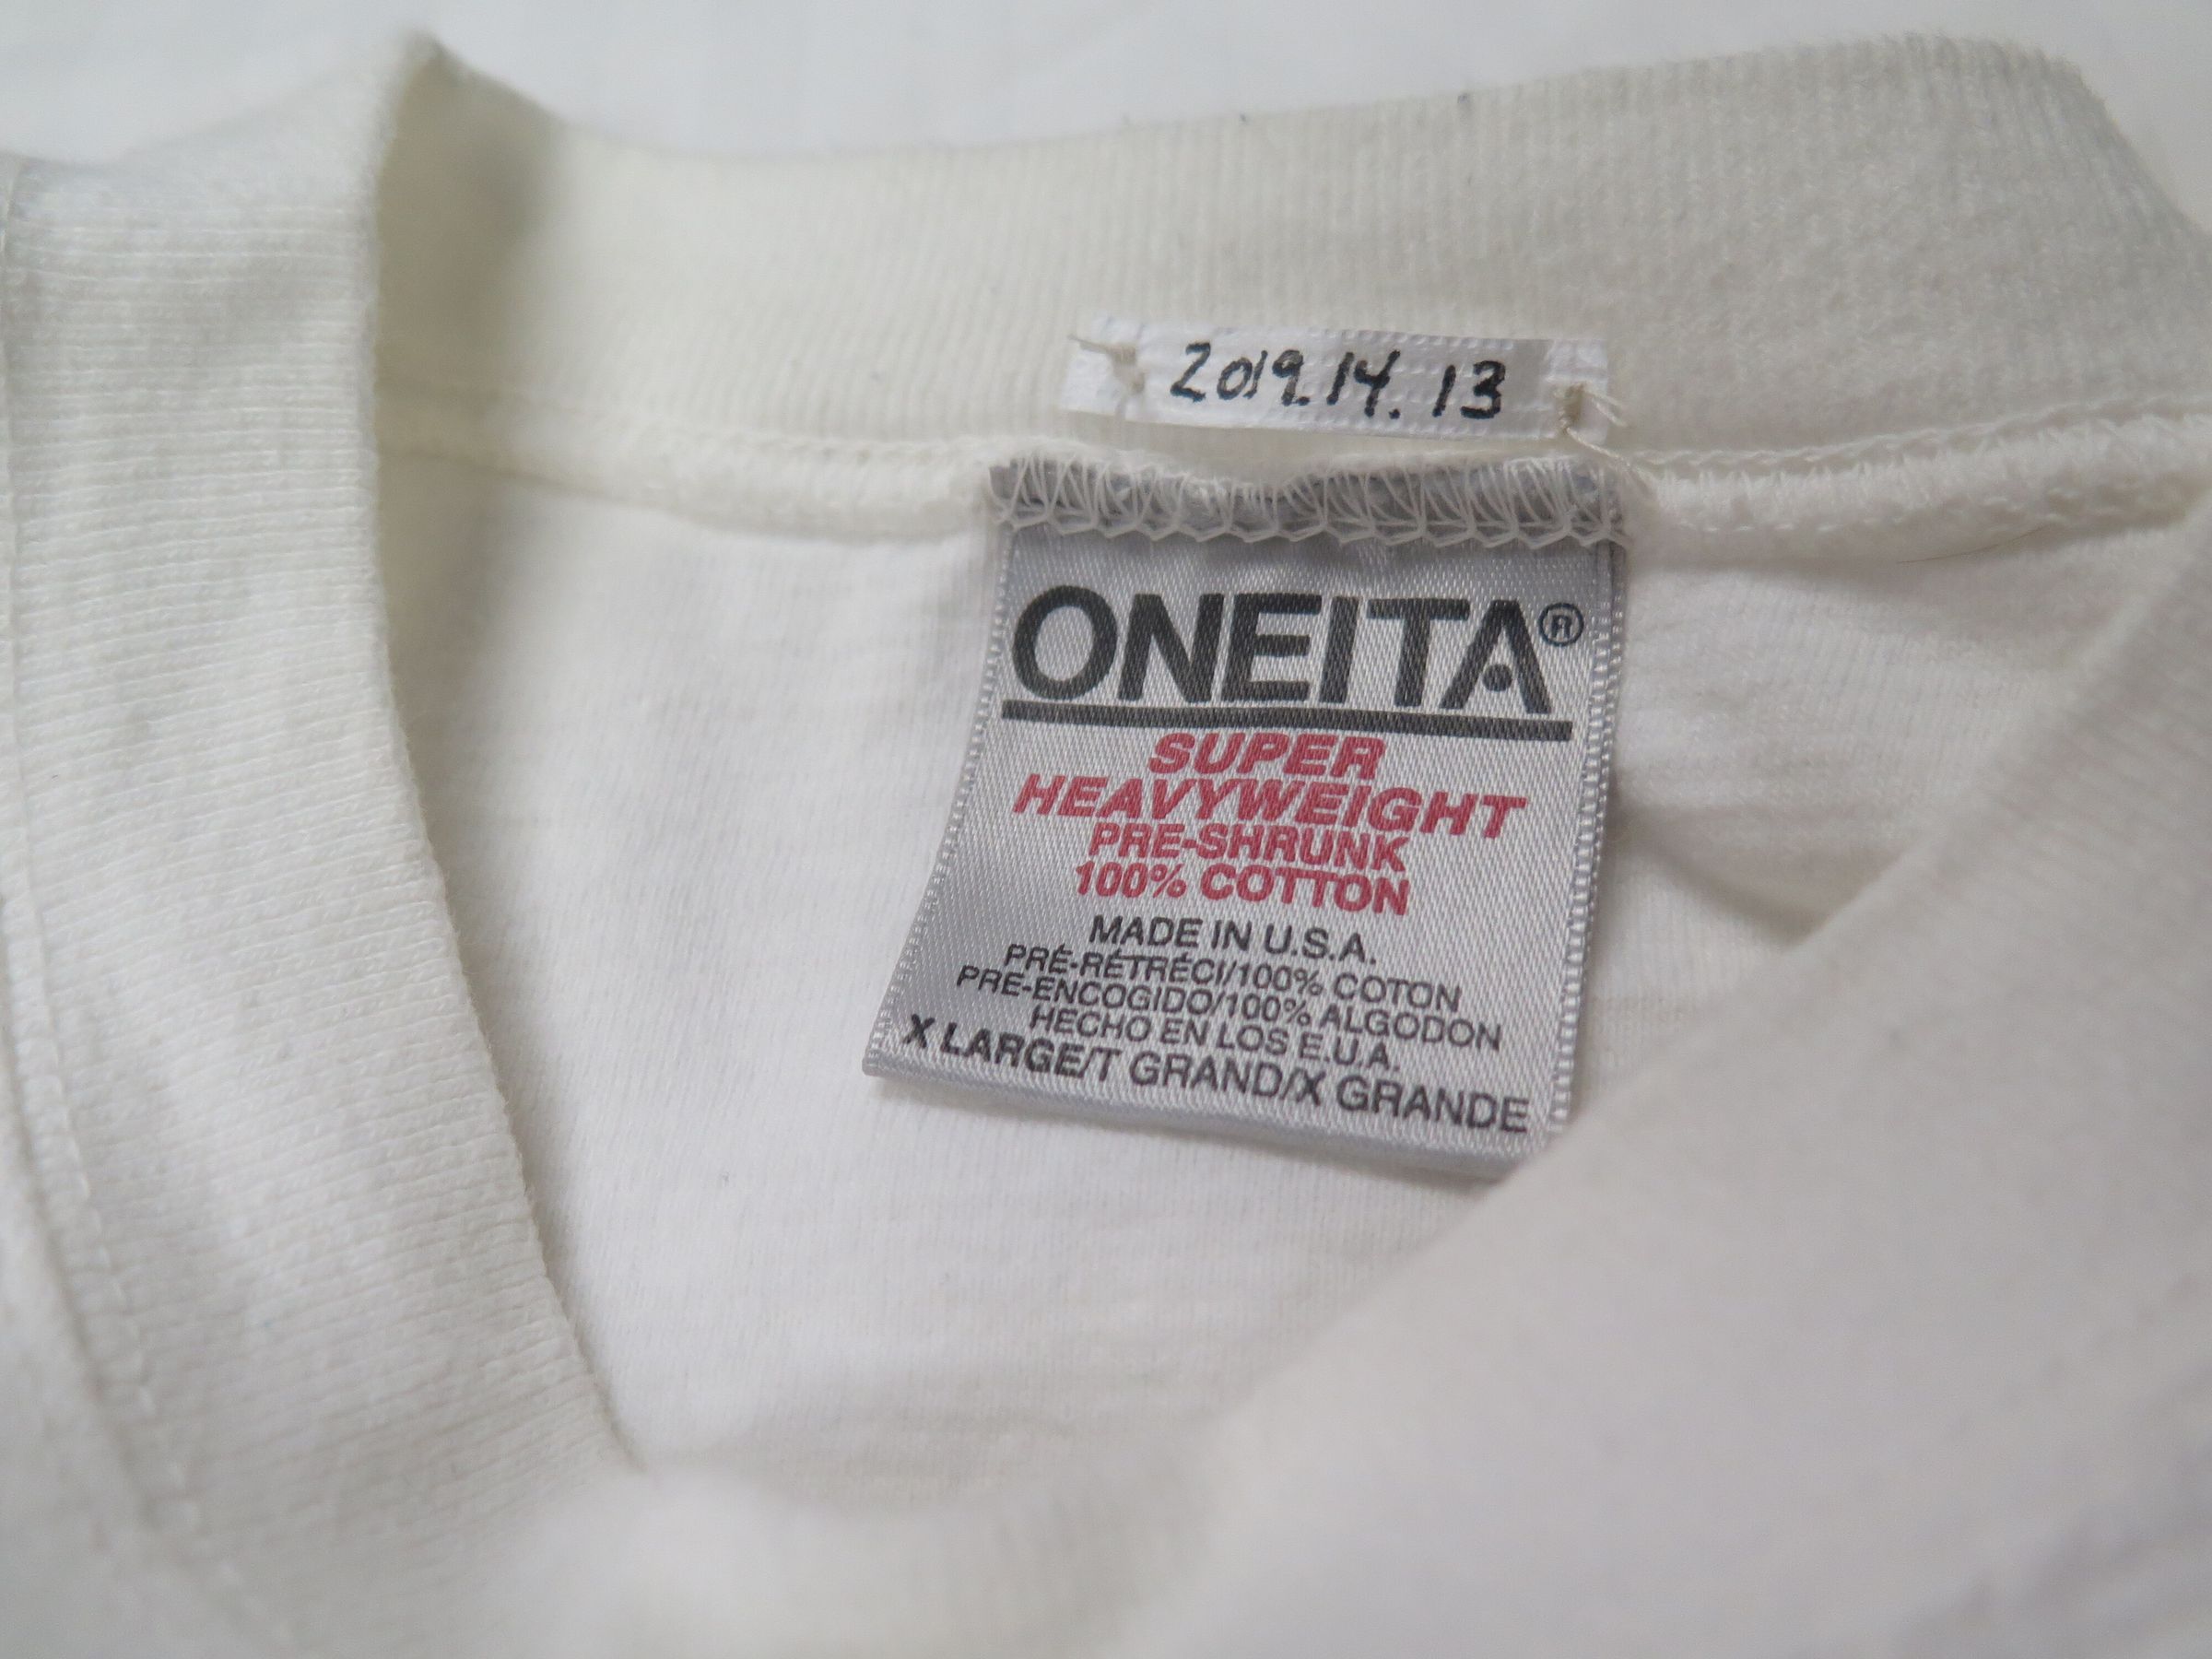 2019.14.13
ONEITA®
SUPER
HEAVYWEIGHT
PRE-SHRUNK
100% COTTON
MADE IN U.S.A.
PRÉ-RÉTRÉCI/100% COTON
PRE-ENCOGIDO/100% ALGODON
HECHO EN LOS E.U.A.
X LARGE/T GRAND/X GRANDE